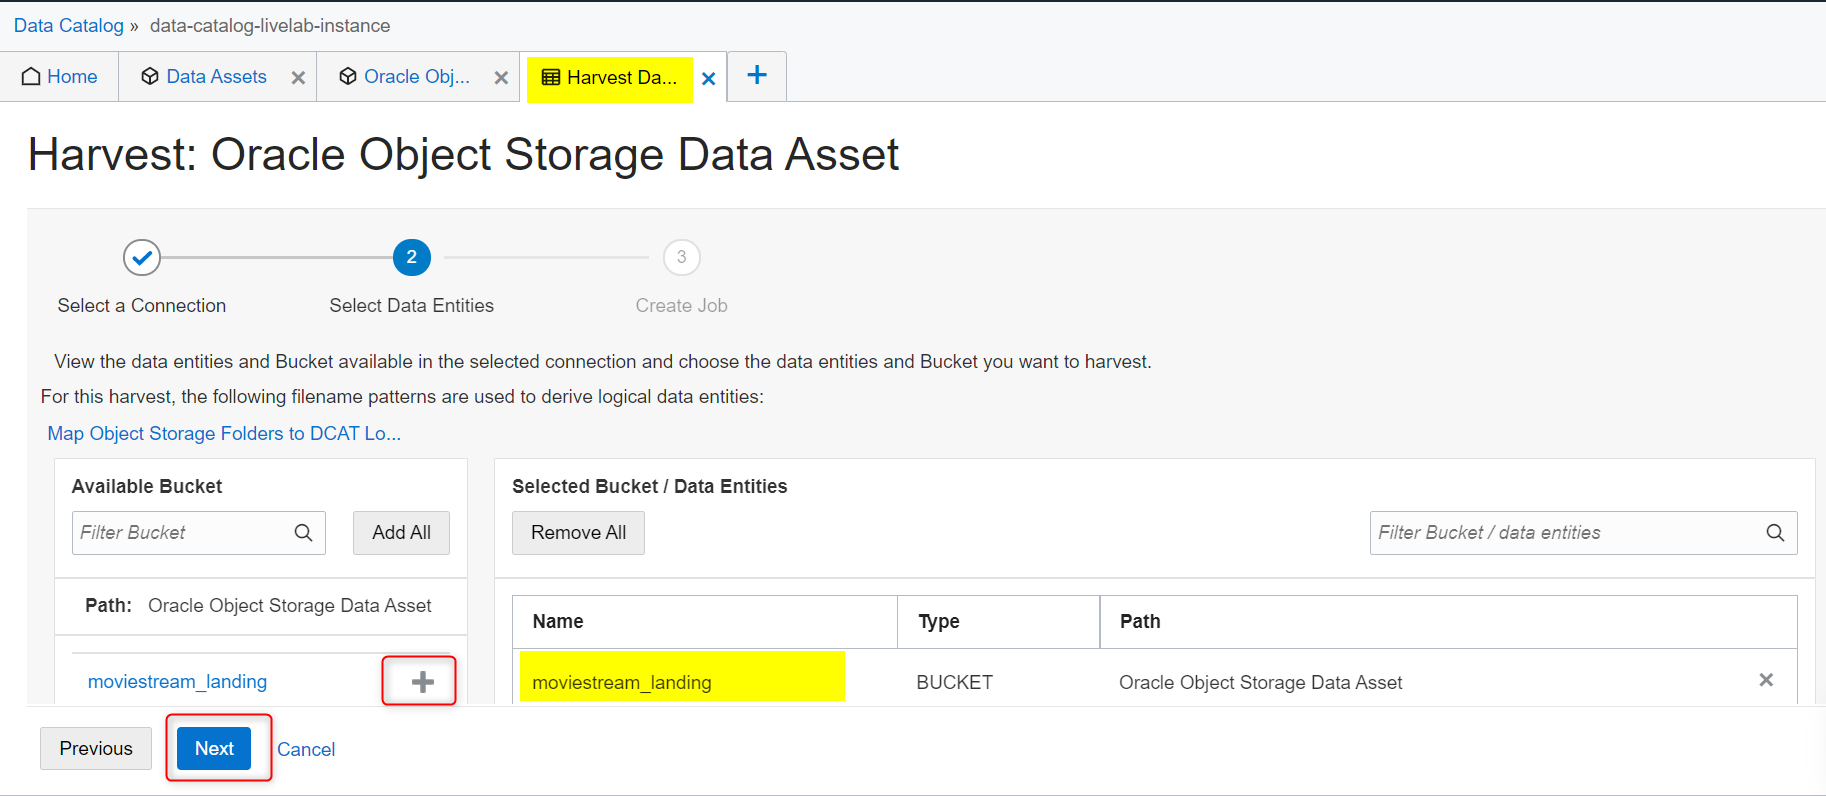 Data Catalog » data-catalog-livelab-instance
Home Data Assets Oracle Obj... Harvest Da...
Harvest: Oracle Object Storage Data Asset
2 3
Select a Connection Select Data Entities Create Job
View the data entities and Bucket available in the selected connection and choose the data entities and Bucket you want to harvest.
For this harvest, the following filename patterns are used to derive logical data entities:
Map Object Storage Folders to DCAT Lo...
Available Bucket
Filter Bucket Add All
Path: Oracle Object Storage Data Asset
moviestream_landing
Selected Bucket / Data Entities
Remove All Filter Bucket / data entities
Name Type Path
moviestream_landing BUCKET Oracle Object Storage Data Asset
Previous Next Cancel